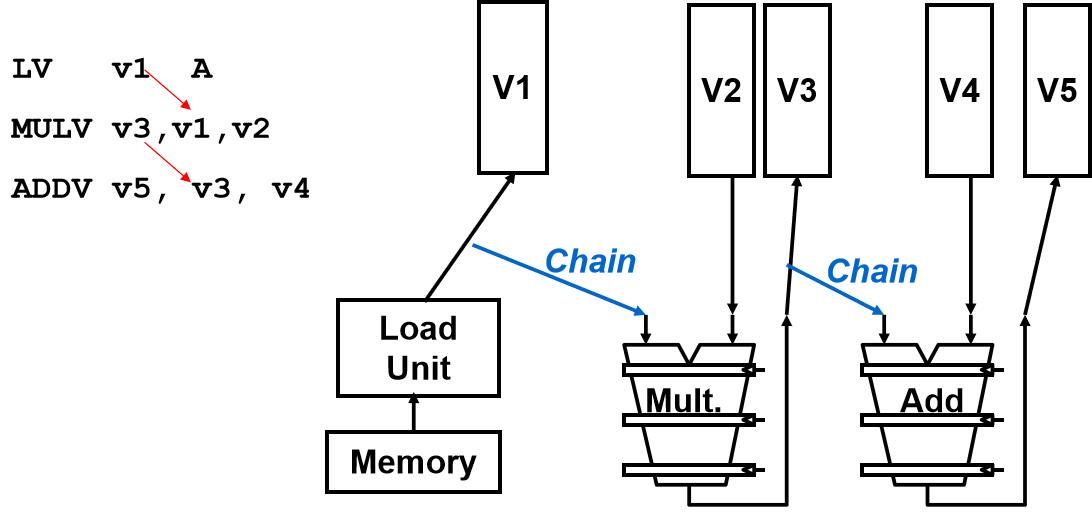 LV v1 A
MULV v3,v1,v2
ADDV v5, v3, v4
V1
V2
V3
V4
V5
Chain
Chain
Load
Unit
Mult.
Add
Memory